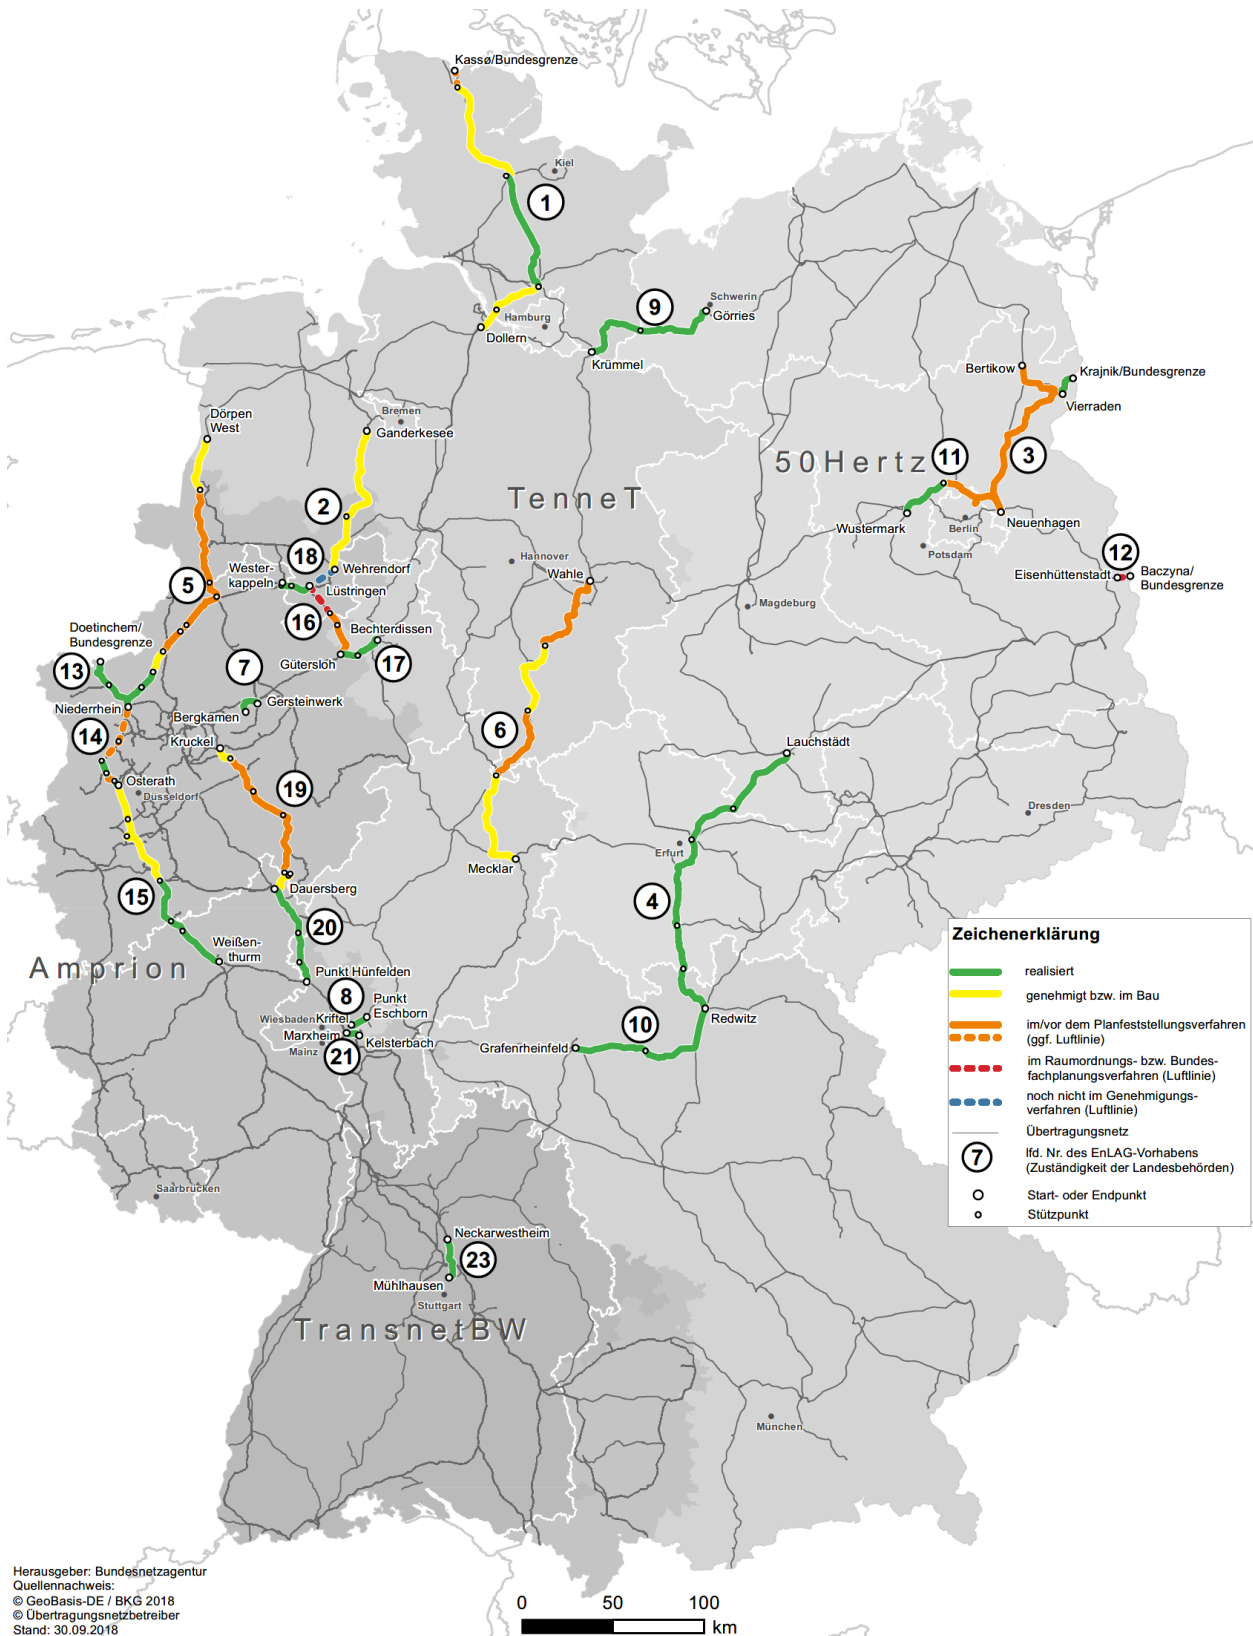 Kassø/Bundesgrenze
Kiel
1
9
Schwerin
Görries
Hamburg
Dollern
Krümmel
Bertikow
Krajnik/Bundesgrenze
Vierraden
Dörpen
West
Bremen
Ganderkesee
50Hertz
11
3
TenneT
2
Wustermark
Berlin
Neuenhagen
Potsdam
12
Eisenhüttenstadt
Baczyna/
Bundesgrenze
18
Hannover
Wester-
kappeln
Wehrendorf
Wahle
5
Lüstringen
Magdeburg
16
Doetinchem/
Bundesgrenze
Bechterdissen
13
7
Gütersloh
17
Gersteinwerk
Niederrhein
Bergkamen
14
Kruckel
6
Lauchstädt
Osterath
Düsseldorf
19
Dresden
Erfurt
Mecklar
15
Dauersberg
4
20
Weißen-
thurm
Amprion
Punkt Hünfelden
8
Punkt
Eschborn
Wiesbaden
Kriftel
Marxheim
Kelsterbach
Mainz
21
10
Redwitz
Grafenrheinfeld
Saarbrücken
Neckarwestheim
23
Mühlhausen
Stuttgart
TransnetBW
München
Zeichenerklärung
realisiert
genehmigt bzw. im Bau
im/vor dem Planfeststellungsverfahren
(ggf. Luftlinie)
im Raumordnungs- bzw. Bundes-
fachplanungsverfahren (Luftlinie)
noch nicht im Genehmigungs-
verfahren (Luftlinie)
Übertragungsnetz
7
lfd. Nr. des EnLAG-Vorhabens
(Zuständigkeit der Landesbehörden)
Start- oder Endpunkt
Stützpunkt
Herausgeber: Bundesnetzagentur
Quellennachweis:
© GeoBasis-DE / BKG 2018
© Übertragungsnetzbetreiber
Stand: 30.09.2018
0 50 100
km